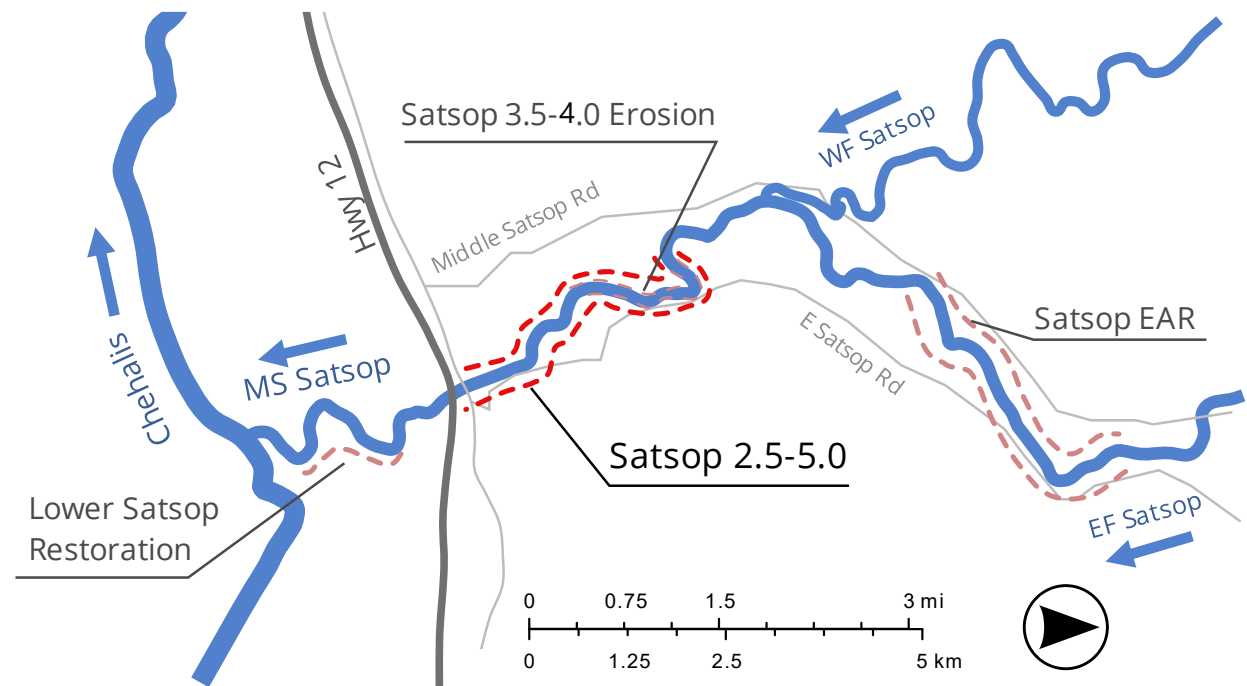 Satsop 3.5-4.0 Erosion
WF Satsop
Hwy 12
Middle Satsop Rd
Satsop EAR
E Satsop Rd
Chehalis
MS Satsop
Satsop 2.5-5.0
Lower Satsop
Restoration
EF Satsop
0 0.75 1.5 3 mi
0 1.25 2.5 5 km